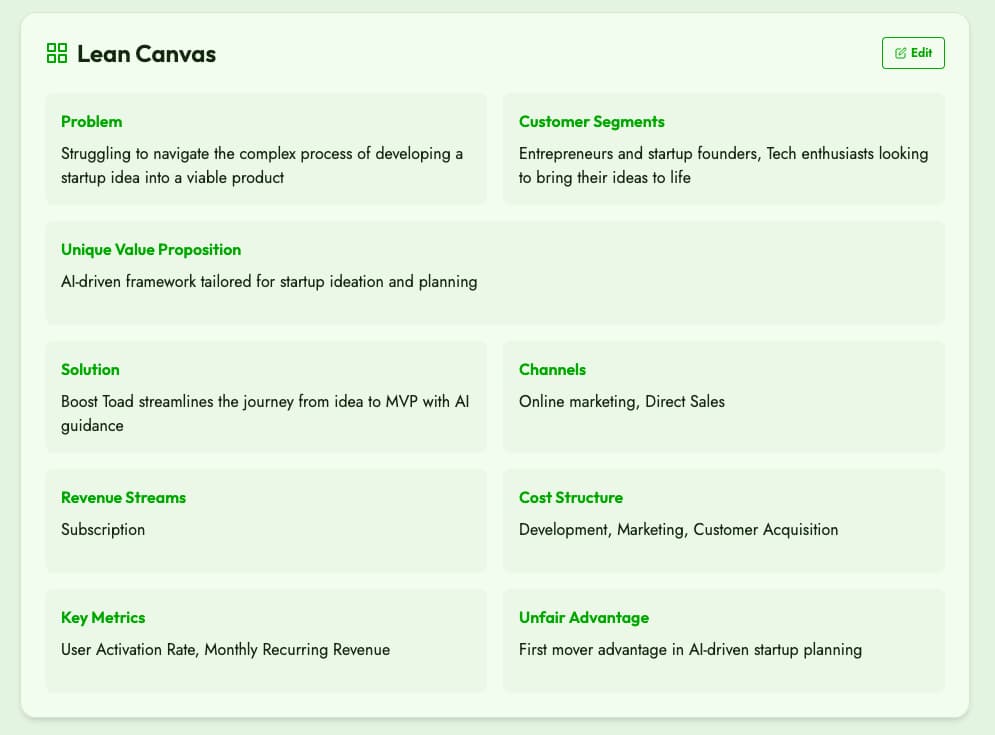 Lean Canvas
Edit
Problem
Struggling to navigate the complex process of developing a
startup idea into a viable product
Customer Segments
Entrepreneurs and startup founders, Tech enthusiasts looking
to bring their ideas to life
Unique Value Proposition
AI-driven framework tailored for startup ideation and planning
Solution
Boost Toad streamlines the journey from idea to MVP with AI
guidance
Channels
Online marketing, Direct Sales
Revenue Streams
Subscription
Cost Structure
Development, Marketing, Customer Acquisition
Key Metrics
User Activation Rate, Monthly Recurring Revenue
Unfair Advantage
First mover advantage in AI-driven startup planning